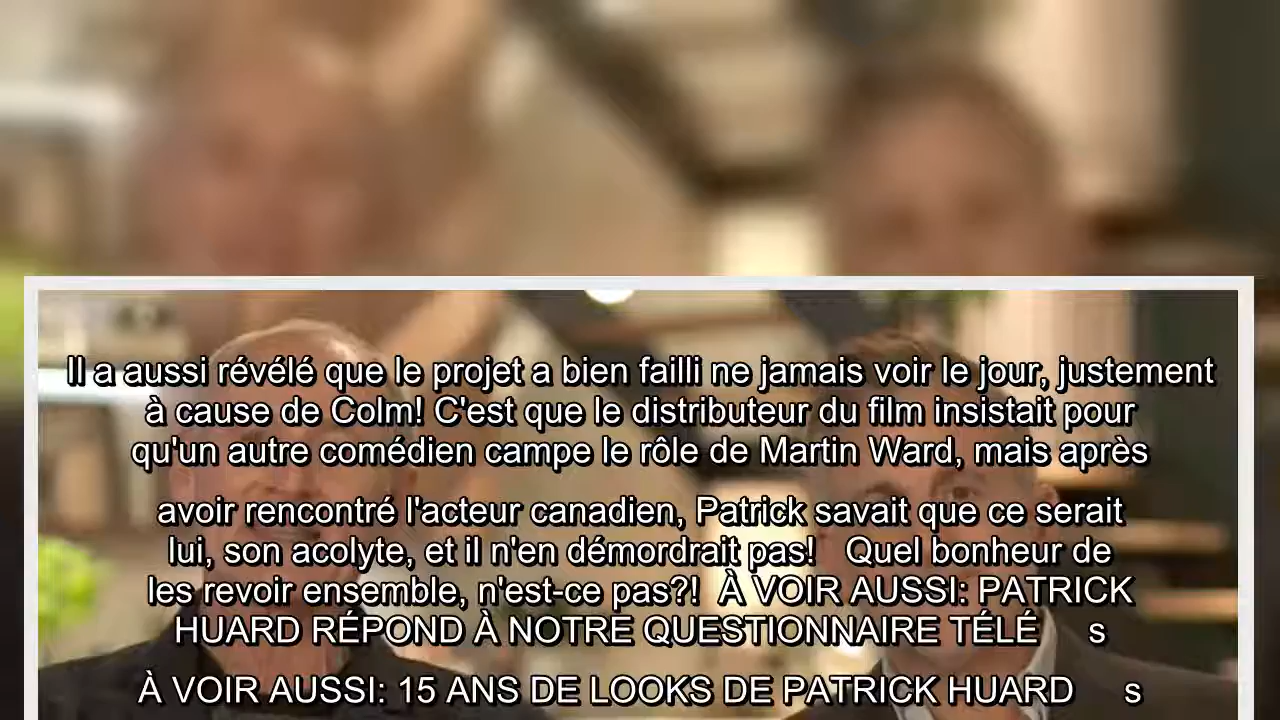 Il a aussi révélé que le projet a bien failli ne jamais voir le jour, justement
à cause de Colm! C'est que le distributeur du film insistait pour
qu'un autre comédien campe le rôle de Martin Ward, mais après
avoir rencontré l'acteur canadien, Patrick savait que ce serait
lui, son acolyte, et il n'en démordrait pas!   Quel bonheur de
les revoir ensemble, n'est-ce pas?!  À VOIR AUSSI: PATRICK
HUARD RÉPOND À NOTRE QUESTIONNAIRE TÉLÉ     s
À VOIR AUSSI: 15 ANS DE LOOKS DE PATRICK HUARD     s